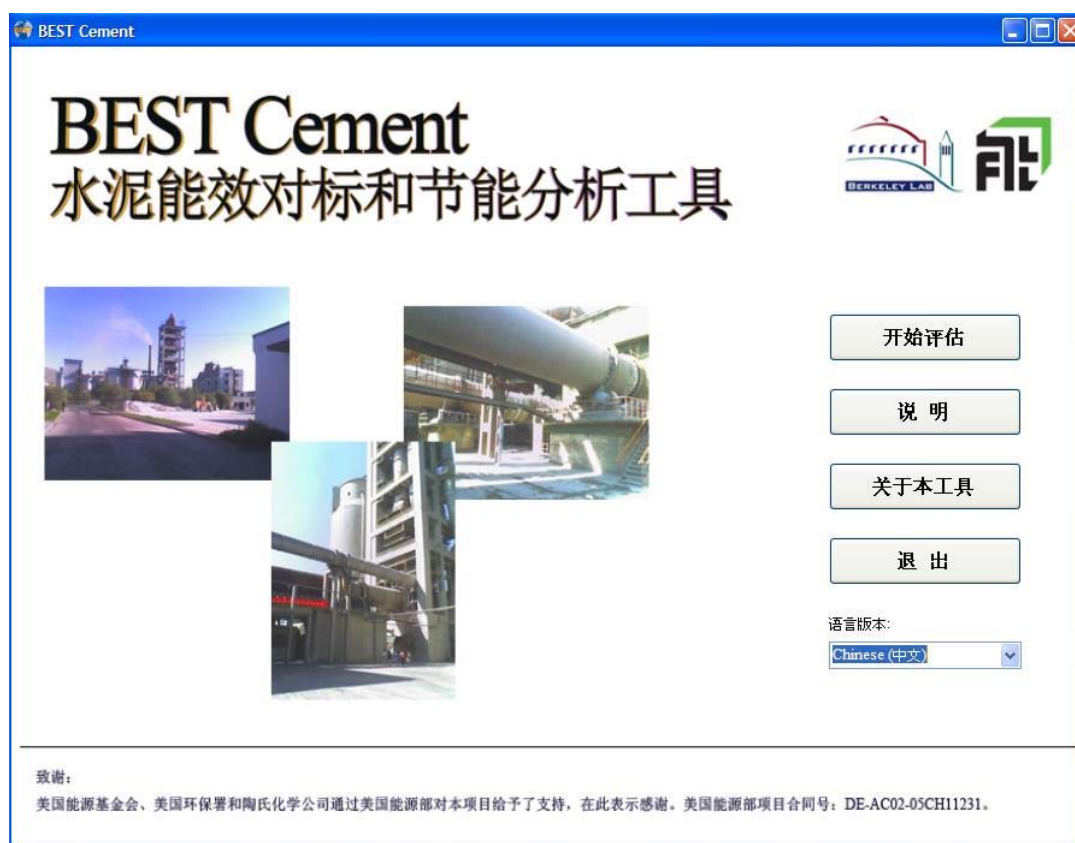 BEST Cement
BEST Cement
水泥能效对标和节能分析工具
BERKELEY LAB
开始评估
说 明
关于本工具
退 出
语言版本:
Chinese (中文)
致谢：
美国能源基金会、美国环保署和陶氏化学公司通过美国能源部对本项目给予了支持，在此表示感谢。美国能源部项目合同号：DE-AC02-05CH11231。